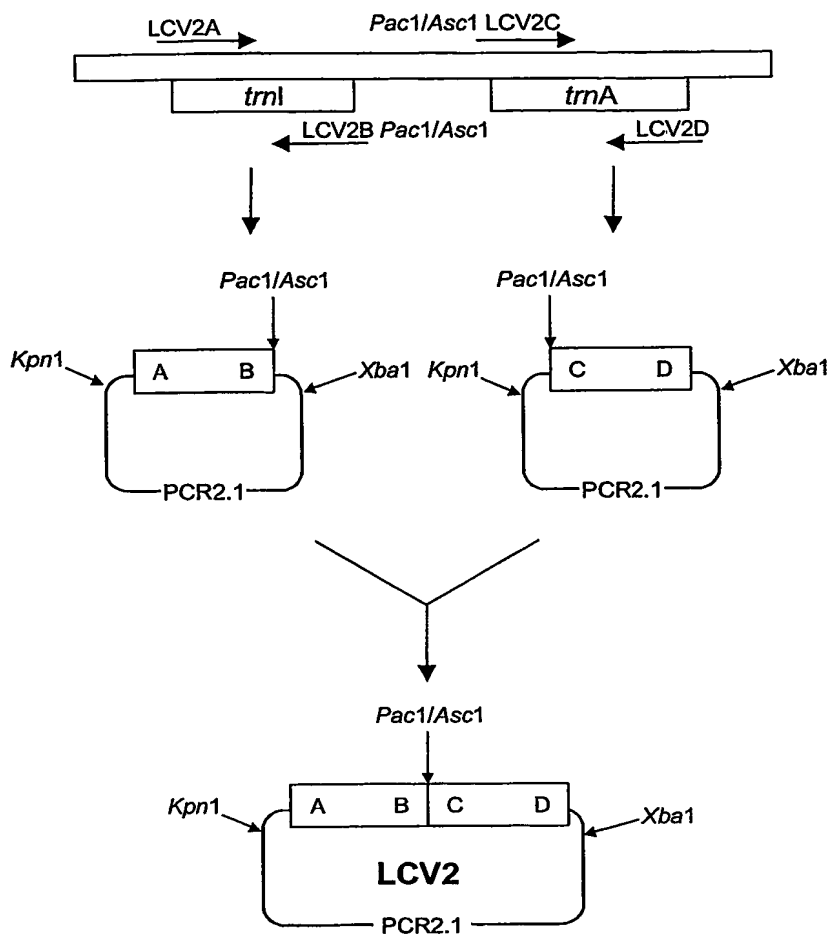 LCV2A Pac1/Asc1 LCV2C
trnI trnA
LCV2B Pac1/Asc1 LCV2D
Pac1/Asc1 Pac1/Asc1
Kpn1 A B Xba1 Kpn1 C D Xba1
PCR2.1 PCR2.1
Pac1/Asc1
Kpn1 A B C D Xba1
LCV2
PCR2.1